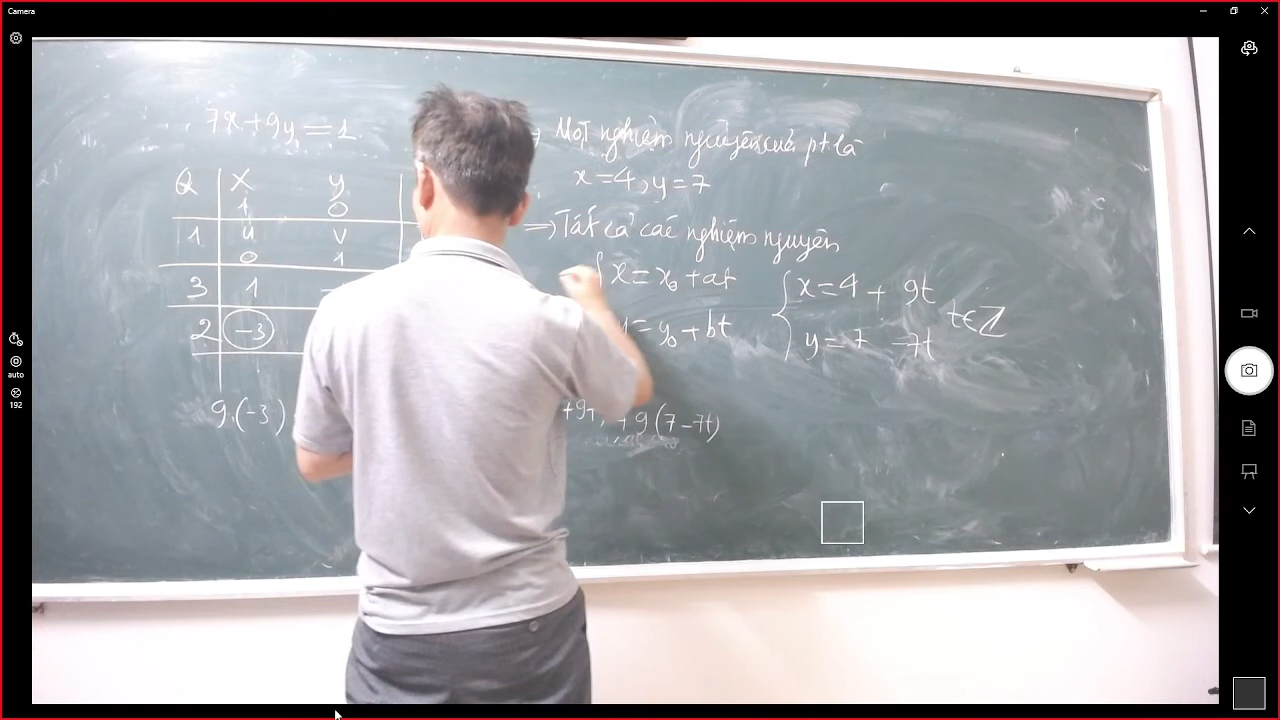 Camera
7x+9y=1
Q X y
1 0
1 u v
0 1
3 1
2 -3
9.(-3)
Một nghiệm nguyên của pt là
x=4, y=7
=> Tất cả các nghiệm nguyên
x=x₀+at
y=y₀+bt
x=4+9t
y=7-7t
t∈Z
+9(7-7t)
auto
192